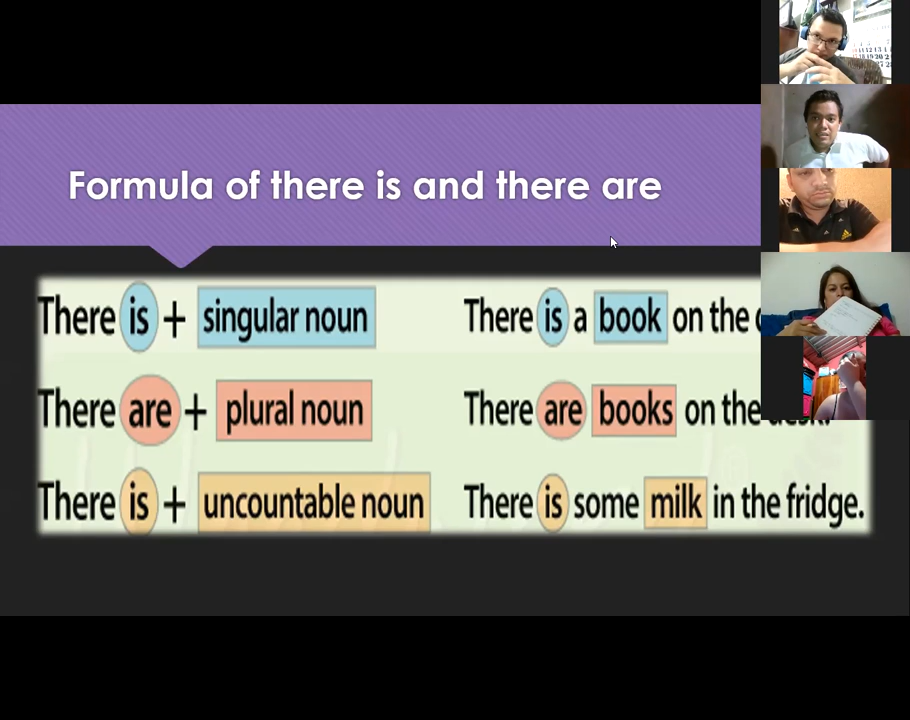 Formula of there is and there are
There is + singular noun
There is a book on the
There are + plural noun
There are books on the desk.
There is + uncountable noun
There is some milk in the fridge.